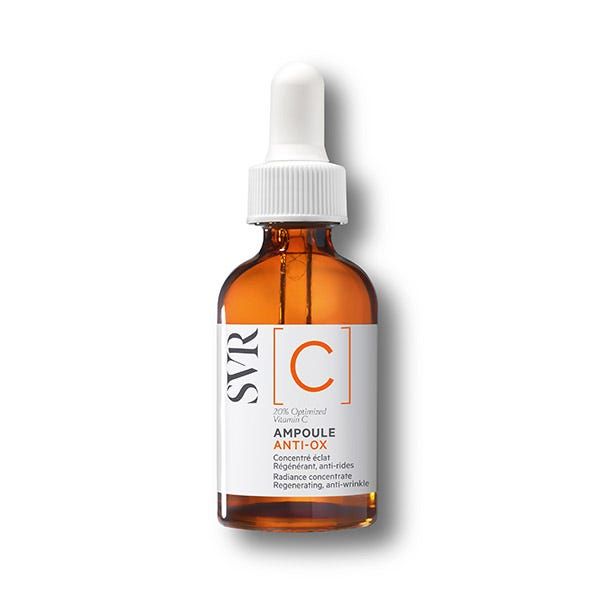 SVR
[C]
20% Optimized
Vitamin C
AMPOULE
ANTI-OX
Concentré éclat
Régénérant, anti-rides
Radiance concentrate
Regenerating, anti-wrinkle